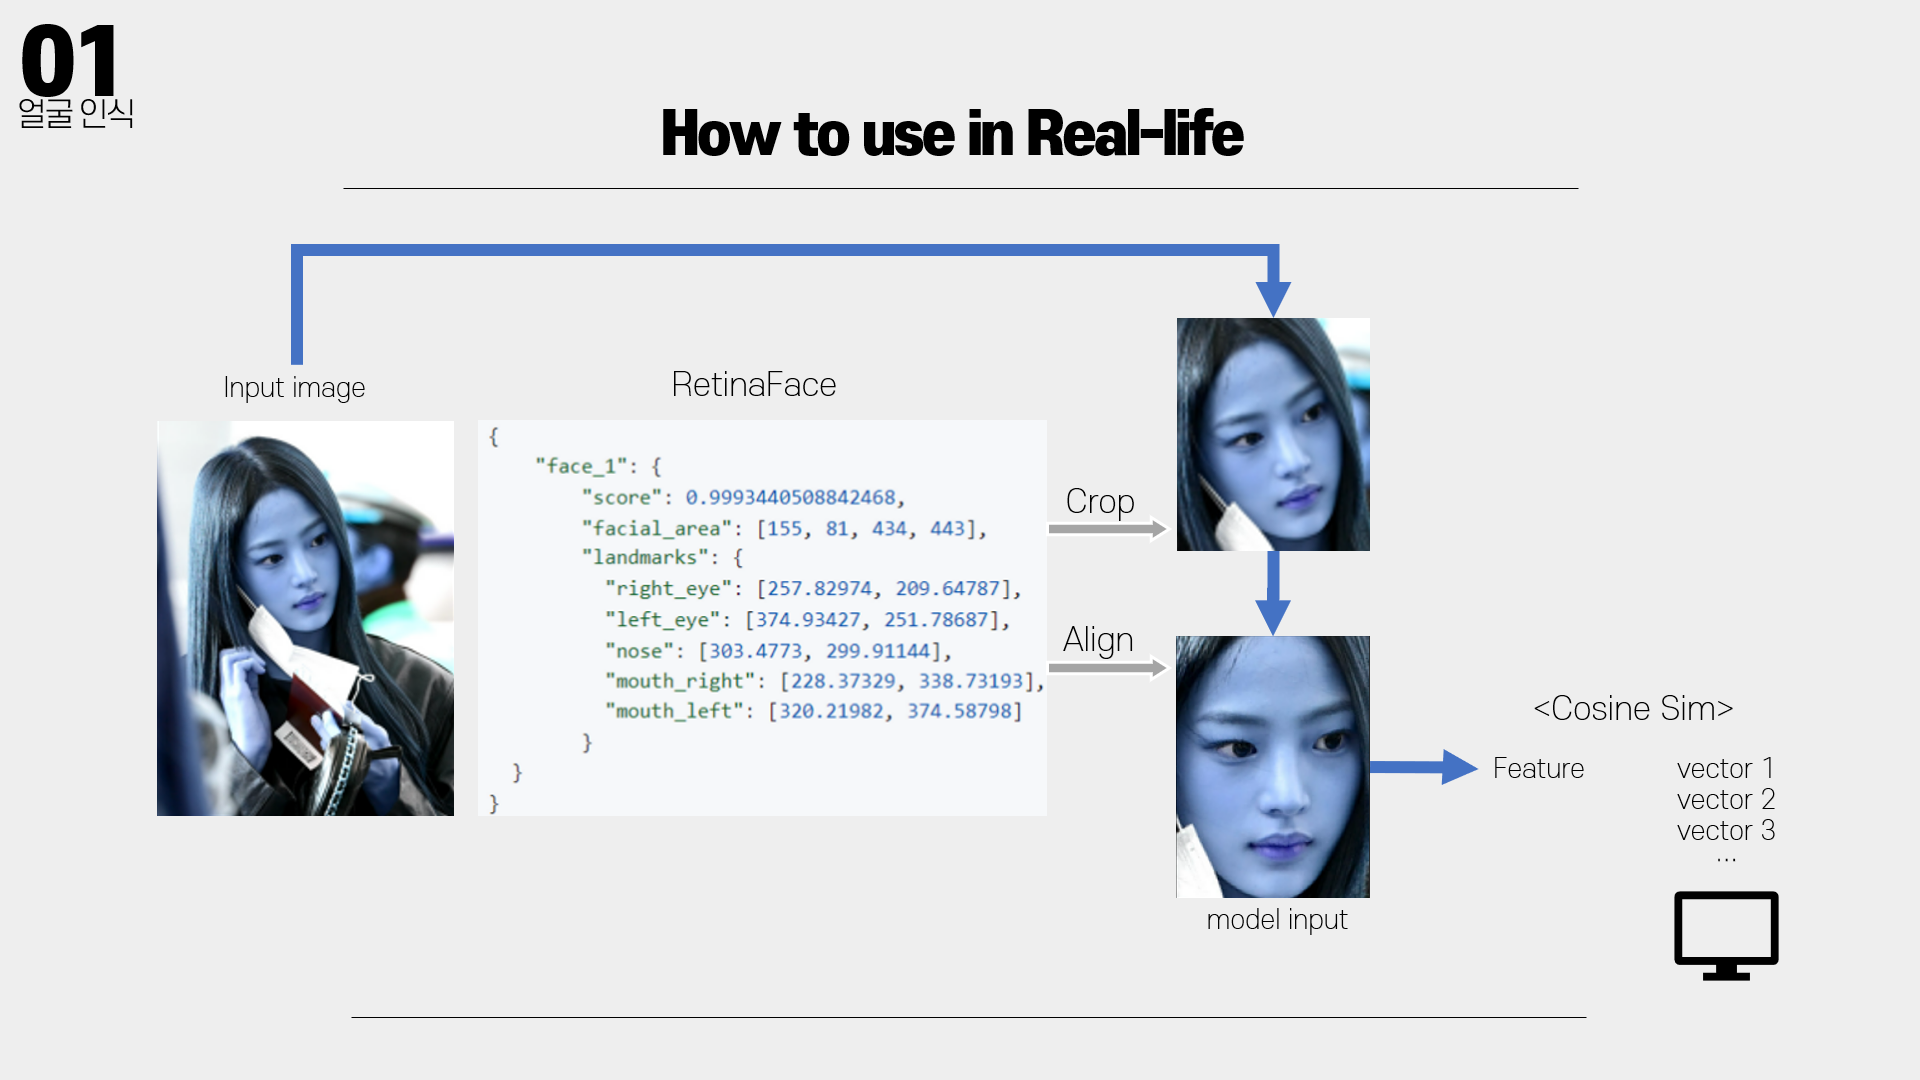 01
얼굴 인식
How to use in Real-life
Input image
RetinaFace
{
"face_1": {
"score": 0.9993440508842468,
"facial_area": [155, 81, 434, 443],
"landmarks": {
"right_eye": [257.82974, 209.64787],
"left_eye": [374.93427, 251.78687],
"nose": [303.4773, 299.91144],
"mouth_right": [228.37329, 338.73193],
"mouth_left": [320.21982, 374.58798]
}
}
}
Crop
Align
model input
<Cosine Sim>
Feature
vector 1
vector 2
vector 3
...